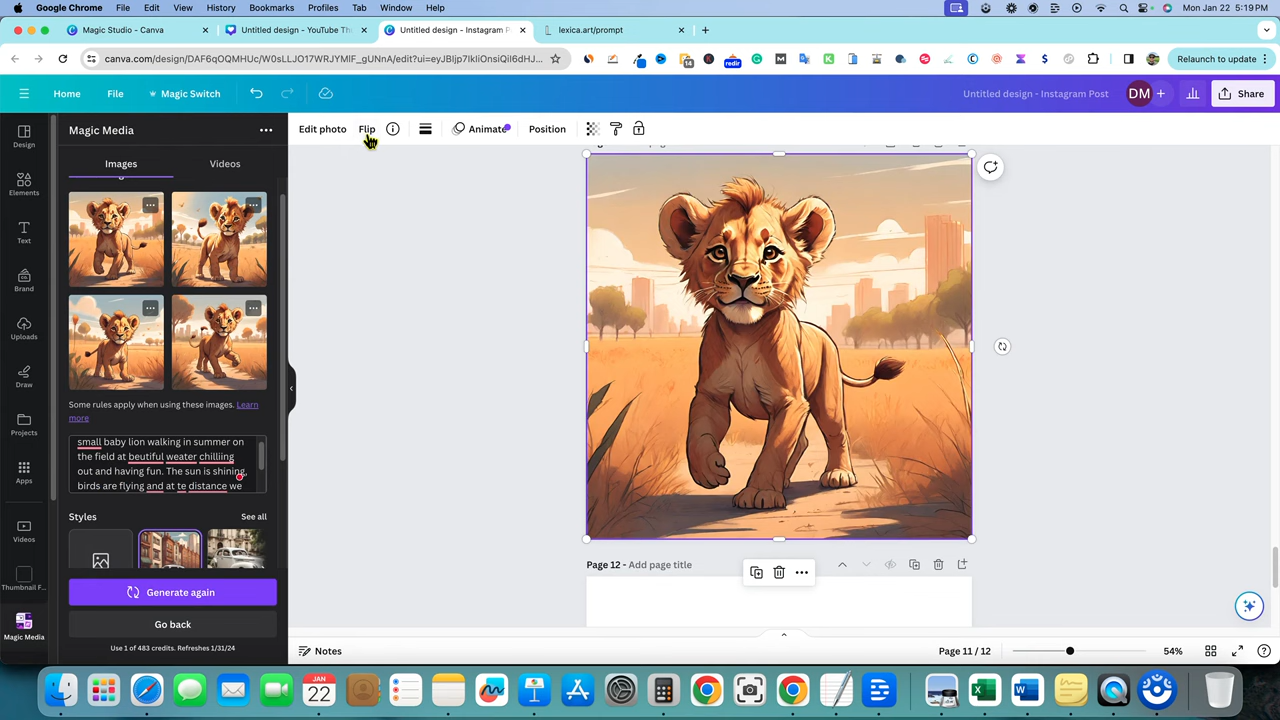 Google Chrome File Edit View History Bookmarks Profiles Tab Window Help
Mon Jan 22 5:19 PM
Magic Studio - Canva
Untitled design - YouTube Th
Untitled design - Instagram P
lexica.art/prompt
canva.com/design/DAF6qOQMHUc/W0sLLJO17WRJYMlF_gUNnA/edit?ui=eyJBIjp7IkIiOnsiQiI6dHJ...
14
redir
Relaunch to update
Home File Magic Switch
Untitled design - Instagram Post
DM
Share
Design
Elements
Text
Brand
Uploads
Draw
Projects
Apps
Videos
Thumbnail F...
Magic Media
Magic Media
Images Videos
Some rules apply when using these images. Learn
more
small baby lion walking in summer on
the field at beutiful weater chilliing
out and having fun. The sun is shining,
birds are flying and at te distance we
Styles See all
Generate again
Go back
Use 1 of 483 credits. Refreshes 1/31/24
Edit photo Flip Animate Position
Page 12 - Add page title
Notes
Page 11 / 12
54%
JAN
22